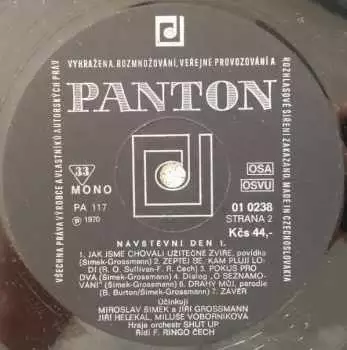 VYHRAŽENA. ROZMNOŽOVÁNÍ, VEŘEJNÉ PROVOZOVÁNÍ A
ROZHLASOVÉ ŠÍŘENÍ ZAKÁZÁNO. MADE IN CZECHOSLOVAKIA
VŠECHNA PRÁVA VÝROBCE A VLASTNÍKŮ AUTORSKÝCH PRÁV
PANTON
33
MONO
PA 117
℗ 1970
OSA
OSVU
01 0238
STRANA 2
Kčs 44,-
NÁVŠTĚVNÍ DEN 1.
1. JAK JSME CHOVALI UŽITEČNÉ ZVÍŘE, povídka
(Šimek-Grossmann) 2. ZEPTEJ SE, KAM PLUJÍ LO-
DI (R. O. Sullivan-F. R. Čech) 3. POKUS PRO
DVA (Šimek-Grossmann) 4. Dialog „O SEZNAMO-
VÁNÍ" (Šimek-Grossmann) 6. DRAHÝ MŮJ, parodie
(B. Burton/Šimek-Grossmann) 7. ZÁVĚR
Účinkují
MIROSLAV ŠIMEK a JIŘÍ GROSSMANN
JIŘÍ HELEKAL, MILUŠE VOBORNÍKOVÁ
Hraje orchestr SHUT UP
Řídí F. RINGO ČECH